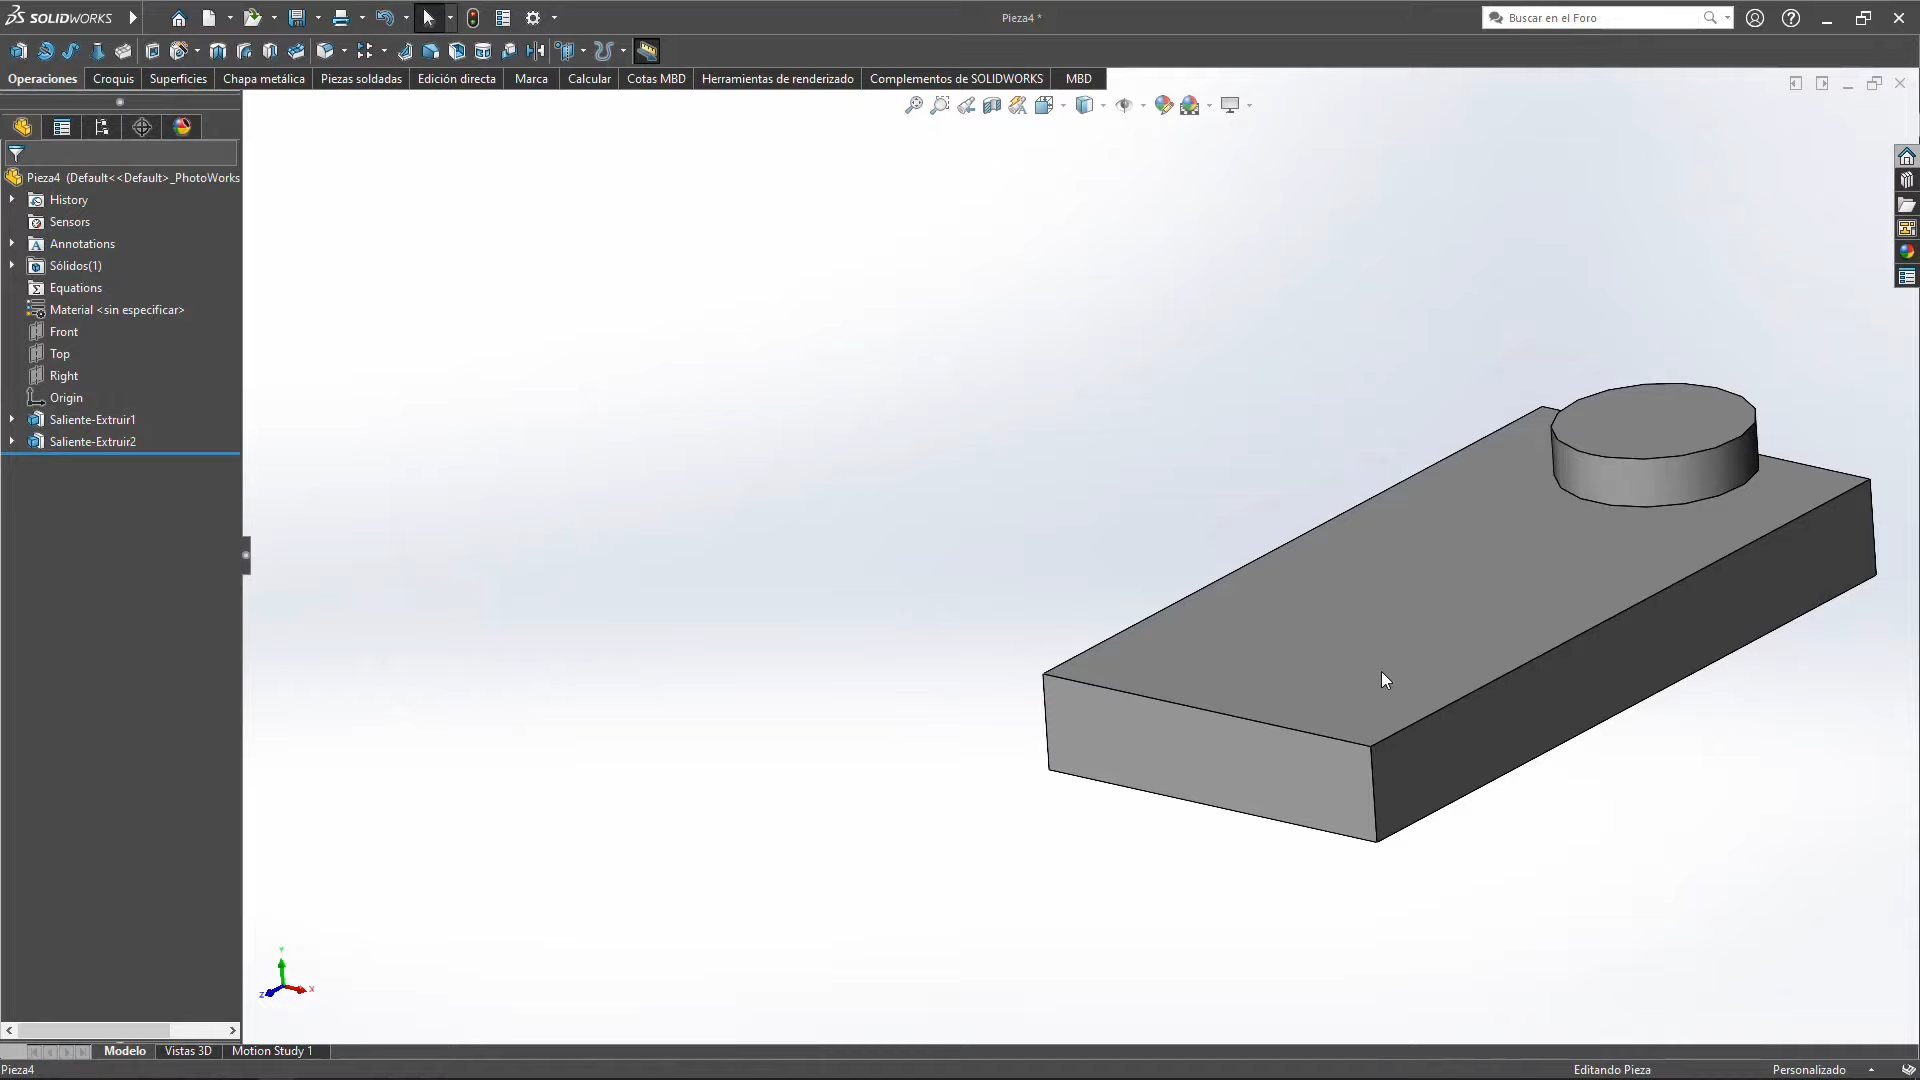 SOLIDWORKS
Pieza4 *
Buscar en el Foro
Operaciones
Croquis
Superficies
Chapa metálica
Piezas soldadas
Edición directa
Marca
Calcular
Cotas MBD
Herramientas de renderizado
Complementos de SOLIDWORKS
MBD
Pieza4 (Default<<Default>_PhotoWorks
History
Sensors
Annotations
Sólidos(1)
Equations
Material <sin especificar>
Front
Top
Right
Origin
Saliente-Extruir1
Saliente-Extruir2
Y
Z
X
Modelo
Vistas 3D
Motion Study 1
Pieza4
Editando Pieza
Personalizado